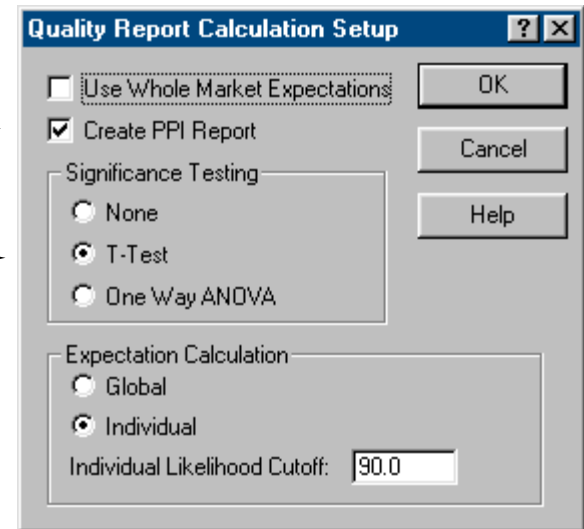 Quality Report Calculation Setup
Use Whole Market Expectations
OK
Create PPI Report
Cancel
Significance Testing
None
Help
T-Test
One Way ANOVA
Expectation Calculation
Global
Individual
Individual Likelihood Cutoff: 90.0